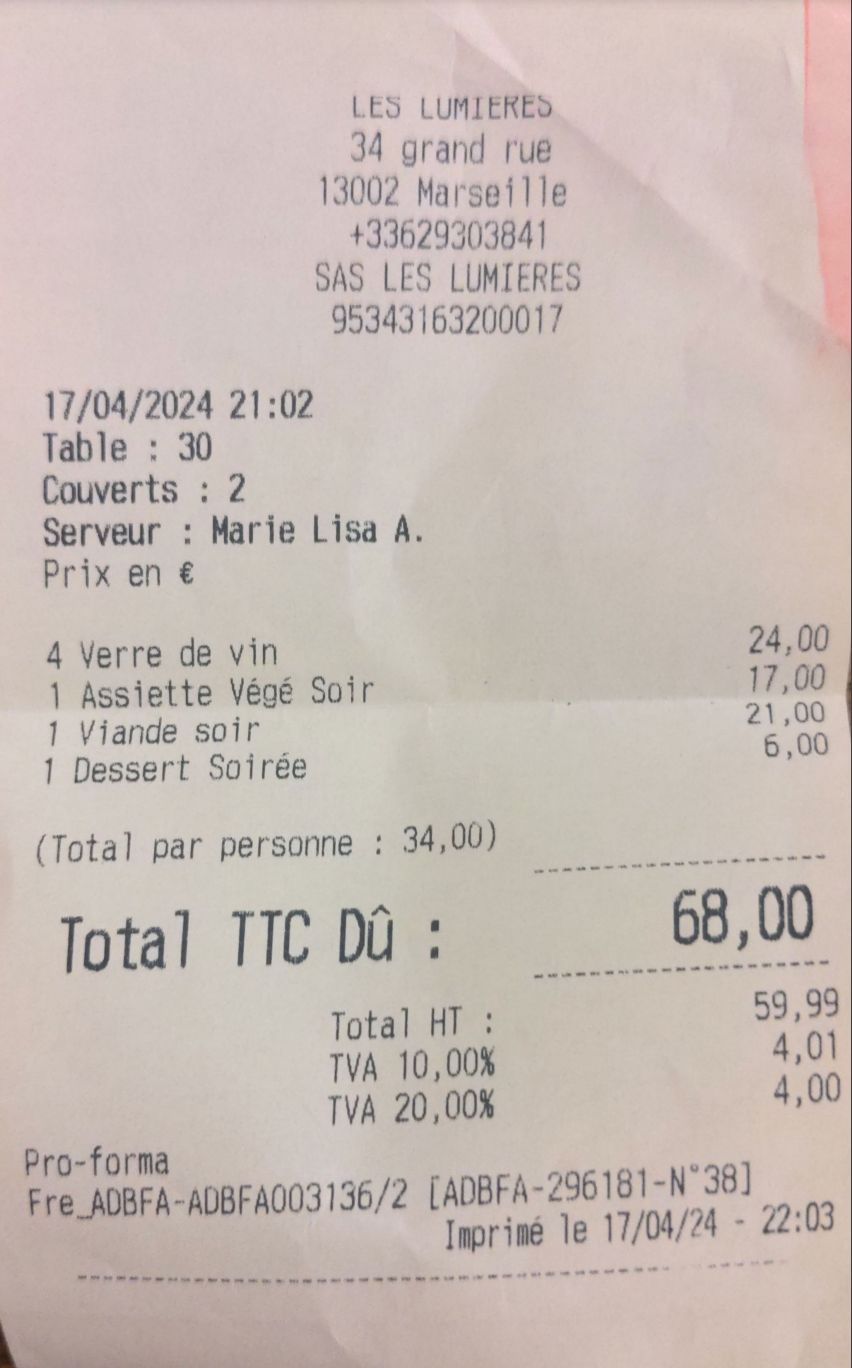 LES LUMIERES
34 grand rue
13002 Marseille
+33629303841
SAS LES LUMIERES
95343163200017
17/04/2024 21:02
Table : 30
Couverts : 2
Serveur : Marie Lisa A.
Prix en €
4 Verre de vin 24,00
1 Assiette Végé Soir 17,00
1 Viande soir 21,00
1 Dessert Soirée 6,00
(Total par personne : 34,00)
Total TTC Dû : 68,00
Total HT : 59,99
TVA 10,00% 4,01
TVA 20,00% 4,00
Pro-forma
Fre_ADBFA-ADBFA003136/2 [ADBFA-296181-N°38]
Imprimé le 17/04/24 - 22:03